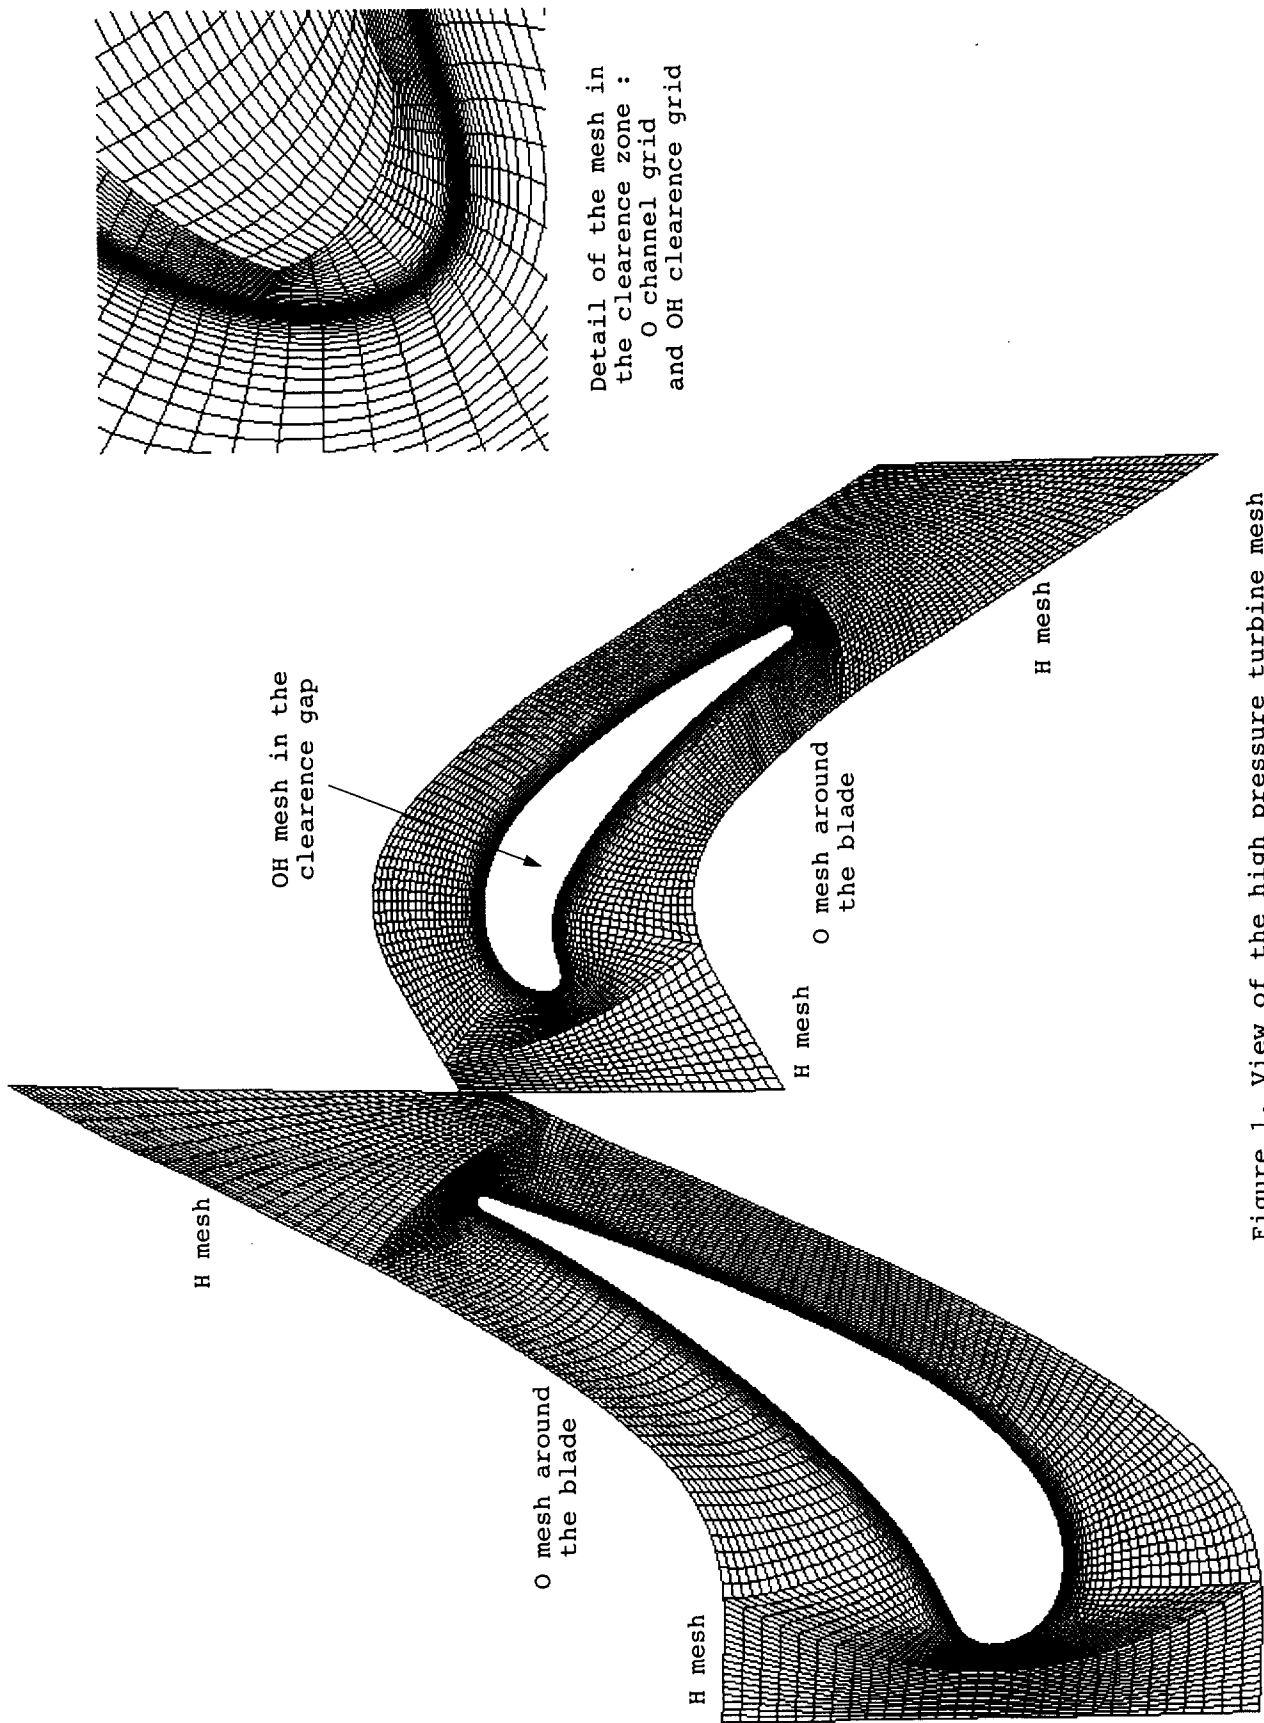 Detail of the mesh in
the clearence zone :
O channel grid
and OH clearence grid
OH mesh in the
clearence gap
H mesh
O mesh around
the blade
H mesh
H mesh
O mesh around
the blade
H mesh
Figure 1. View of the high pressure turbine mesh